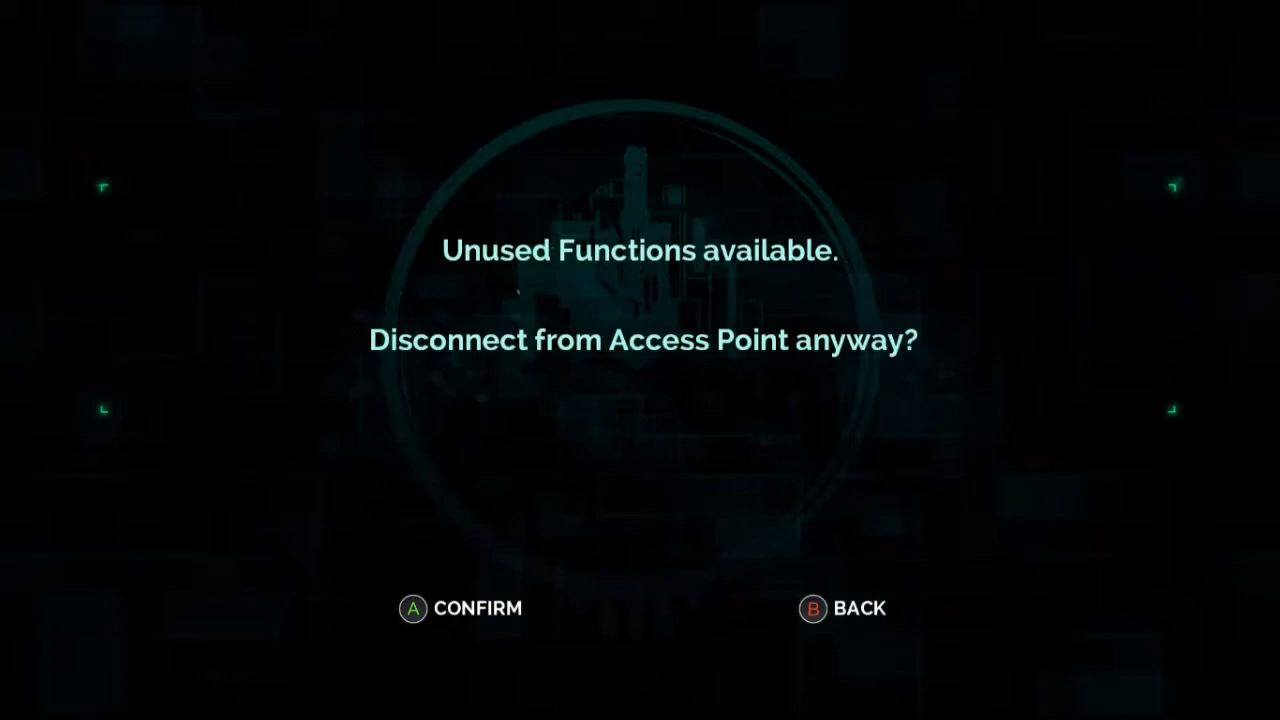 Unused Functions available.
Disconnect from Access Point anyway?
A CONFIRM
B BACK